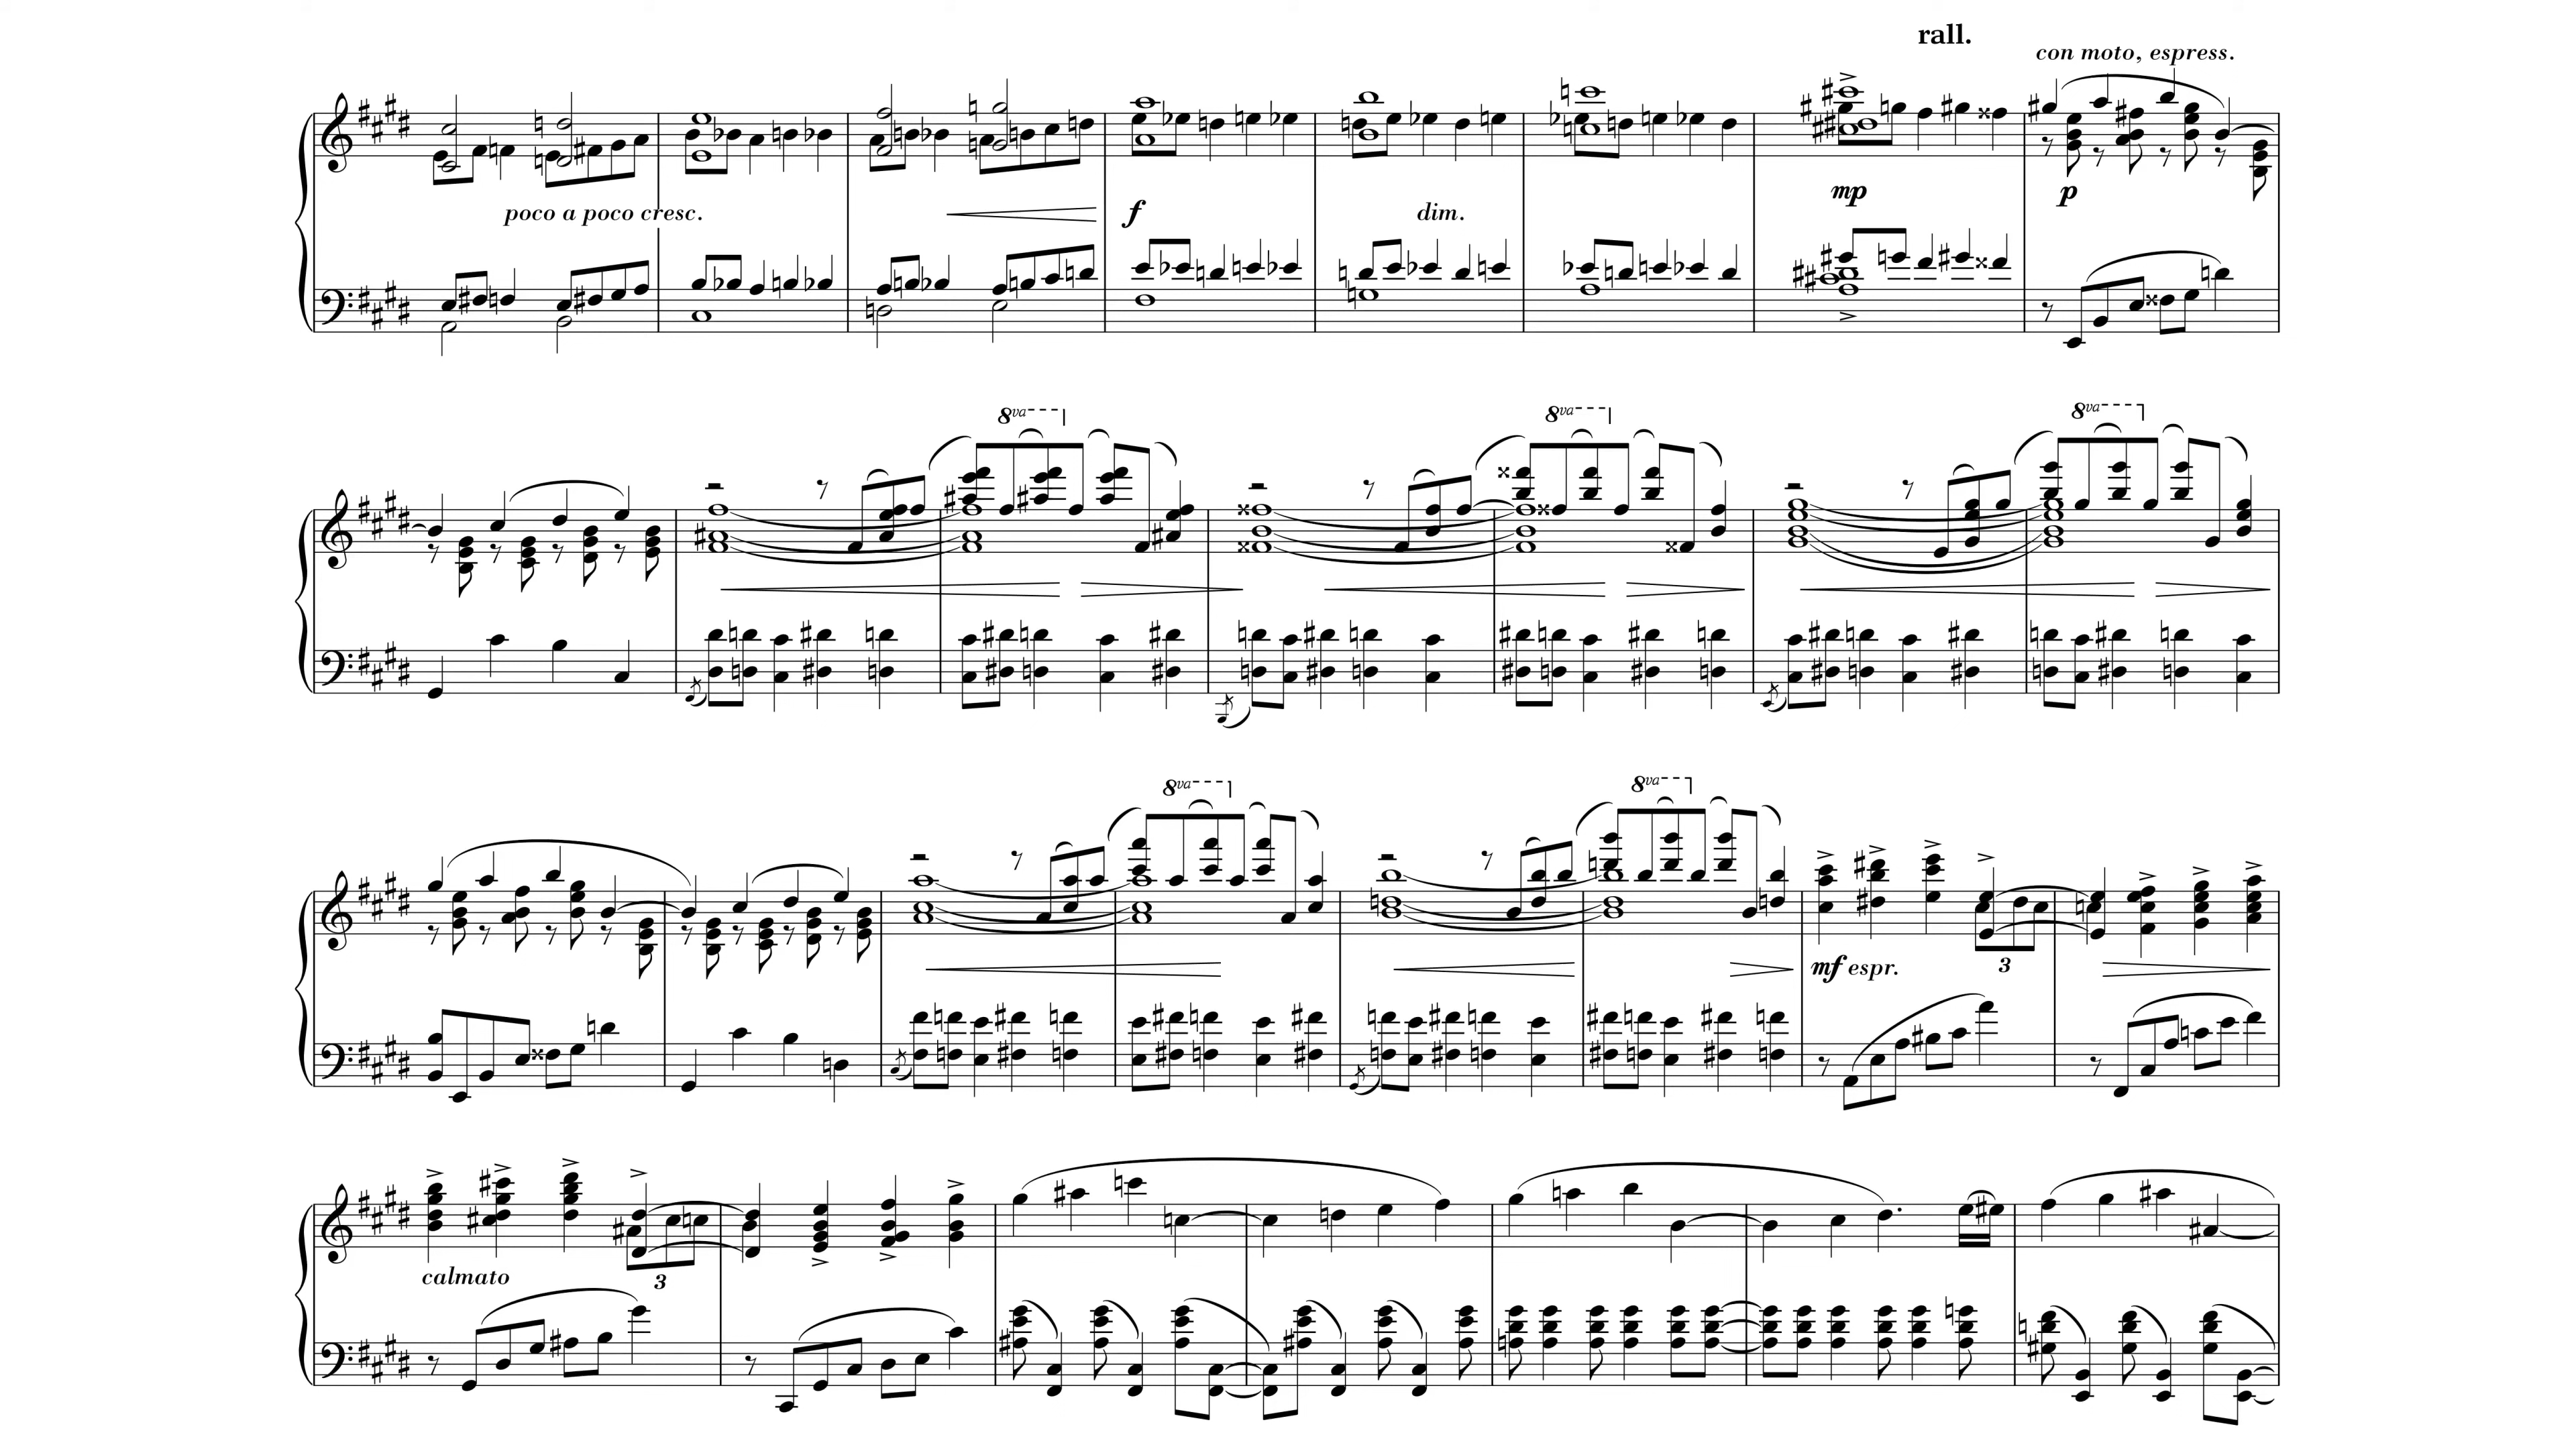 rall.
con moto, espress.
poco a poco cresc.
f
dim.
mp
p
8va
8va
8va
8va
8va
mf espr.
3
calmato
3